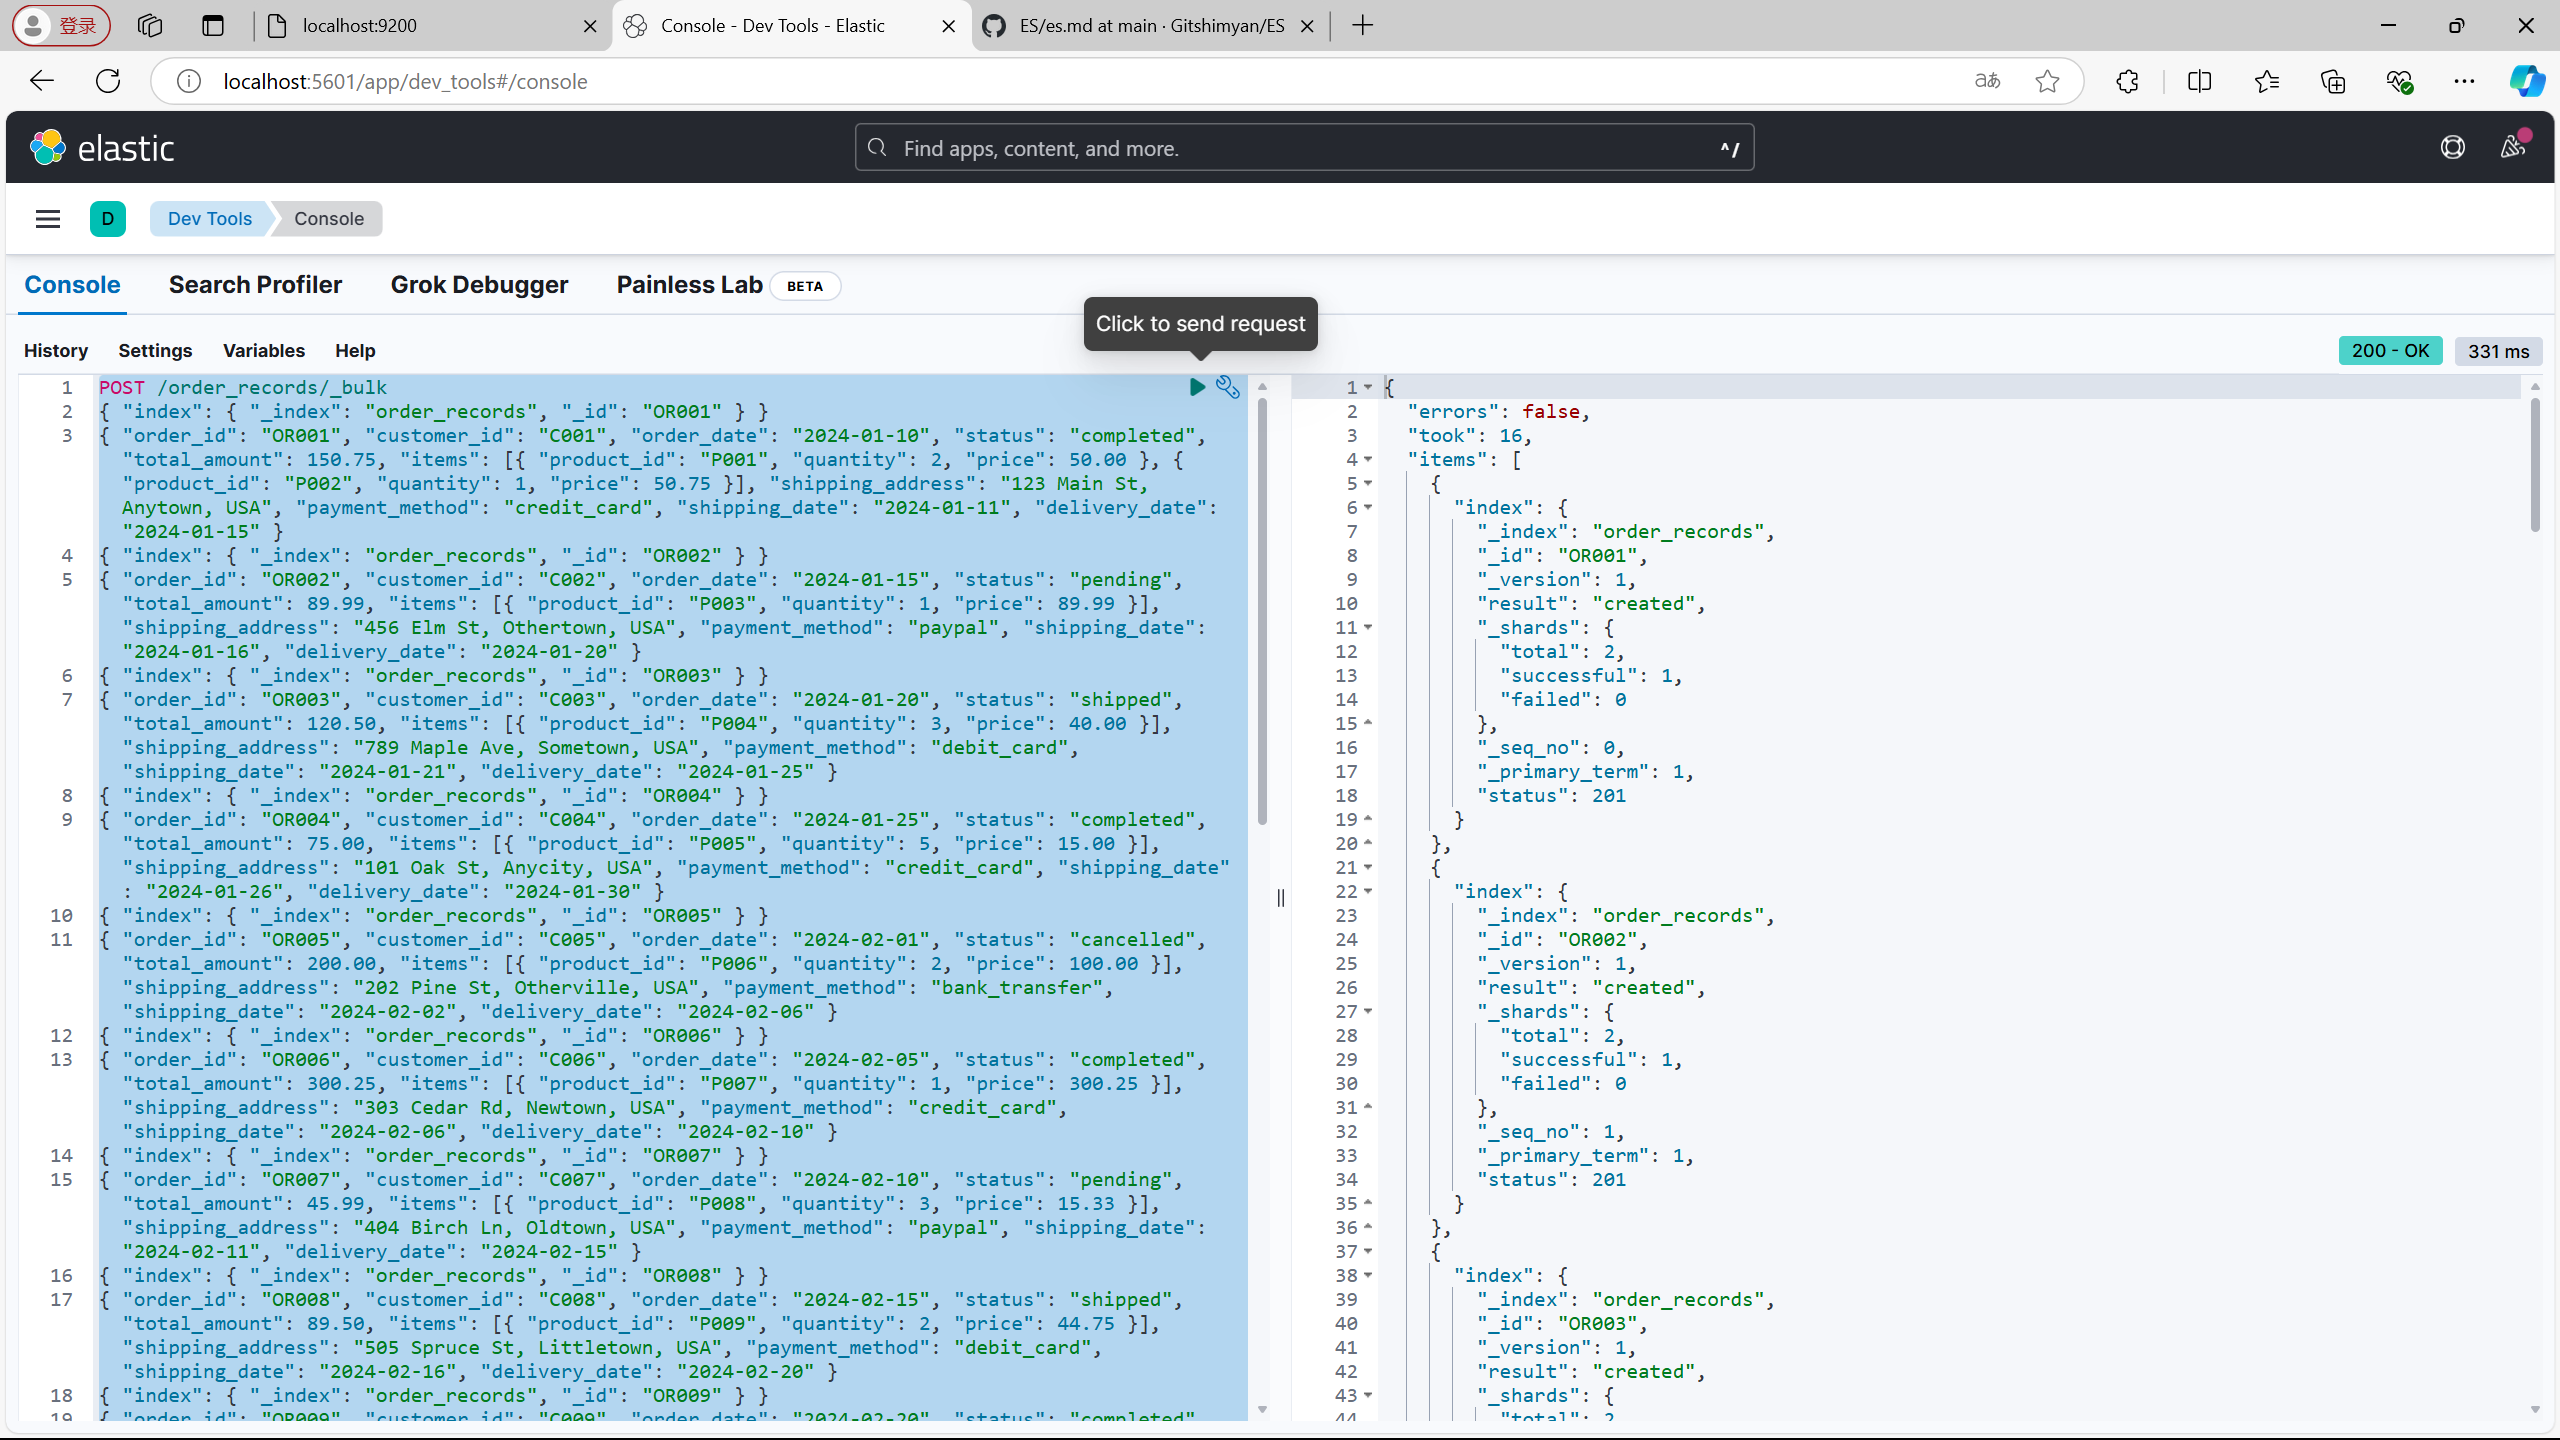 登录
localhost:9200
Console - Dev Tools - Elastic
ES/es.md at main · Gitshimyan/ES
localhost:5601/app/dev_tools#/console
aあ
elastic
Find apps, content, and more.
^/
D
Dev Tools
Console
Console
Search Profiler
Grok Debugger
Painless Lab
BETA
Click to send request
History
Settings
Variables
Help
200 - OK
331 ms
1 POST /order_records/_bulk
2 { "index": { "_index": "order_records", "_id": "OR001" } }
3 { "order_id": "OR001", "customer_id": "C001", "order_date": "2024-01-10", "status": "completed",
"total_amount": 150.75, "items": [{ "product_id": "P001", "quantity": 2, "price": 50.00 }, {
"product_id": "P002", "quantity": 1, "price": 50.75 }], "shipping_address": "123 Main St,
Anytown, USA", "payment_method": "credit_card", "shipping_date": "2024-01-11", "delivery_date":
"2024-01-15" }
4 { "index": { "_index": "order_records", "_id": "OR002" } }
5 { "order_id": "OR002", "customer_id": "C002", "order_date": "2024-01-15", "status": "pending",
"total_amount": 89.99, "items": [{ "product_id": "P003", "quantity": 1, "price": 89.99 }],
"shipping_address": "456 Elm St, Othertown, USA", "payment_method": "paypal", "shipping_date":
"2024-01-16", "delivery_date": "2024-01-20" }
6 { "index": { "_index": "order_records", "_id": "OR003" } }
7 { "order_id": "OR003", "customer_id": "C003", "order_date": "2024-01-20", "status": "shipped",
"total_amount": 120.50, "items": [{ "product_id": "P004", "quantity": 3, "price": 40.00 }],
"shipping_address": "789 Maple Ave, Sometown, USA", "payment_method": "debit_card",
"shipping_date": "2024-01-21", "delivery_date": "2024-01-25" }
8 { "index": { "_index": "order_records", "_id": "OR004" } }
9 { "order_id": "OR004", "customer_id": "C004", "order_date": "2024-01-25", "status": "completed",
"total_amount": 75.00, "items": [{ "product_id": "P005", "quantity": 5, "price": 15.00 }],
"shipping_address": "101 Oak St, Anycity, USA", "payment_method": "credit_card", "shipping_date"
: "2024-01-26", "delivery_date": "2024-01-30" }
10 { "index": { "_index": "order_records", "_id": "OR005" } }
11 { "order_id": "OR005", "customer_id": "C005", "order_date": "2024-02-01", "status": "cancelled",
"total_amount": 200.00, "items": [{ "product_id": "P006", "quantity": 2, "price": 100.00 }],
"shipping_address": "202 Pine St, Otherville, USA", "payment_method": "bank_transfer",
"shipping_date": "2024-02-02", "delivery_date": "2024-02-06" }
12 { "index": { "_index": "order_records", "_id": "OR006" } }
13 { "order_id": "OR006", "customer_id": "C006", "order_date": "2024-02-05", "status": "completed",
"total_amount": 300.25, "items": [{ "product_id": "P007", "quantity": 1, "price": 300.25 }],
"shipping_address": "303 Cedar Rd, Newtown, USA", "payment_method": "credit_card",
"shipping_date": "2024-02-06", "delivery_date": "2024-02-10" }
14 { "index": { "_index": "order_records", "_id": "OR007" } }
15 { "order_id": "OR007", "customer_id": "C007", "order_date": "2024-02-10", "status": "pending",
"total_amount": 45.99, "items": [{ "product_id": "P008", "quantity": 3, "price": 15.33 }],
"shipping_address": "404 Birch Ln, Oldtown, USA", "payment_method": "paypal", "shipping_date":
"2024-02-11", "delivery_date": "2024-02-15" }
16 { "index": { "_index": "order_records", "_id": "OR008" } }
17 { "order_id": "OR008", "customer_id": "C008", "order_date": "2024-02-15", "status": "shipped",
"total_amount": 89.50, "items": [{ "product_id": "P009", "quantity": 2, "price": 44.75 }],
"shipping_address": "505 Spruce St, Littletown, USA", "payment_method": "debit_card",
"shipping_date": "2024-02-16", "delivery_date": "2024-02-20" }
18 { "index": { "_index": "order_records", "_id": "OR009" } }
19 { "order_id": "OR009", "customer_id": "C009", "order_date": "2024-02-20", "status": "completed",
1 {
2 "errors": false,
3 "took": 16,
4 "items": [
5 {
6 "index": {
7 "_index": "order_records",
8 "_id": "OR001",
9 "_version": 1,
10 "result": "created",
11 "_shards": {
12 "total": 2,
13 "successful": 1,
14 "failed": 0
15 },
16 "_seq_no": 0,
17 "_primary_term": 1,
18 "status": 201
19 }
20 },
21 {
22 "index": {
23 "_index": "order_records",
24 "_id": "OR002",
25 "_version": 1,
26 "result": "created",
27 "_shards": {
28 "total": 2,
29 "successful": 1,
30 "failed": 0
31 },
32 "_seq_no": 1,
33 "_primary_term": 1,
34 "status": 201
35 }
36 },
37 {
38 "index": {
39 "_index": "order_records",
40 "_id": "OR003",
41 "_version": 1,
42 "result": "created",
43 "_shards": {
44 "total": 2